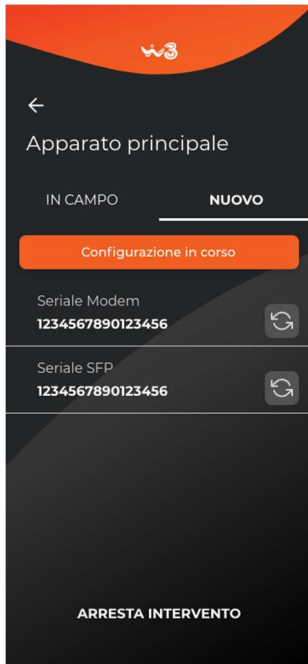 W3
Apparato principale
IN CAMPO
NUOVO
Configurazione in corso
Seriale Modem
1234567890123456
Seriale SFP
1234567890123456
ARRESTA INTERVENTO